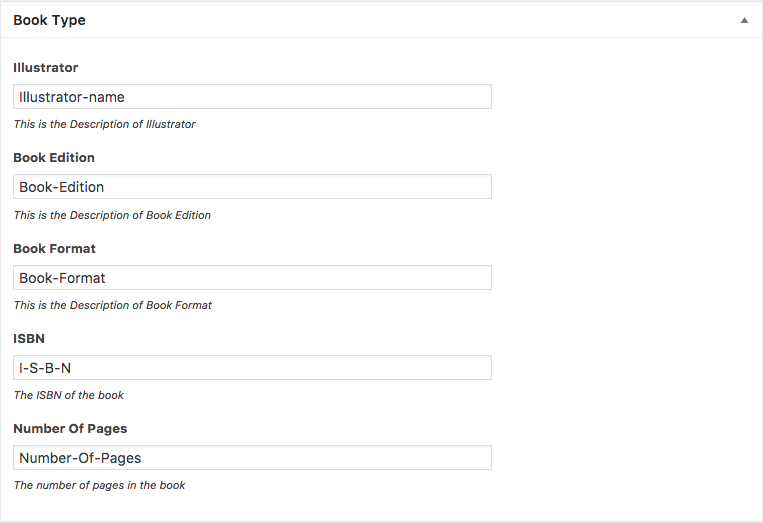 Book Type
Illustrator
Illustrator-name
This is the Description of Illustrator
Book Edition
Book-Edition
This is the Description of Book Edition
Book Format
Book-Format
This is the Description of Book Format
ISBN
I-S-B-N
The ISBN of the book
Number Of Pages
Number-Of-Pages
The number of pages in the book